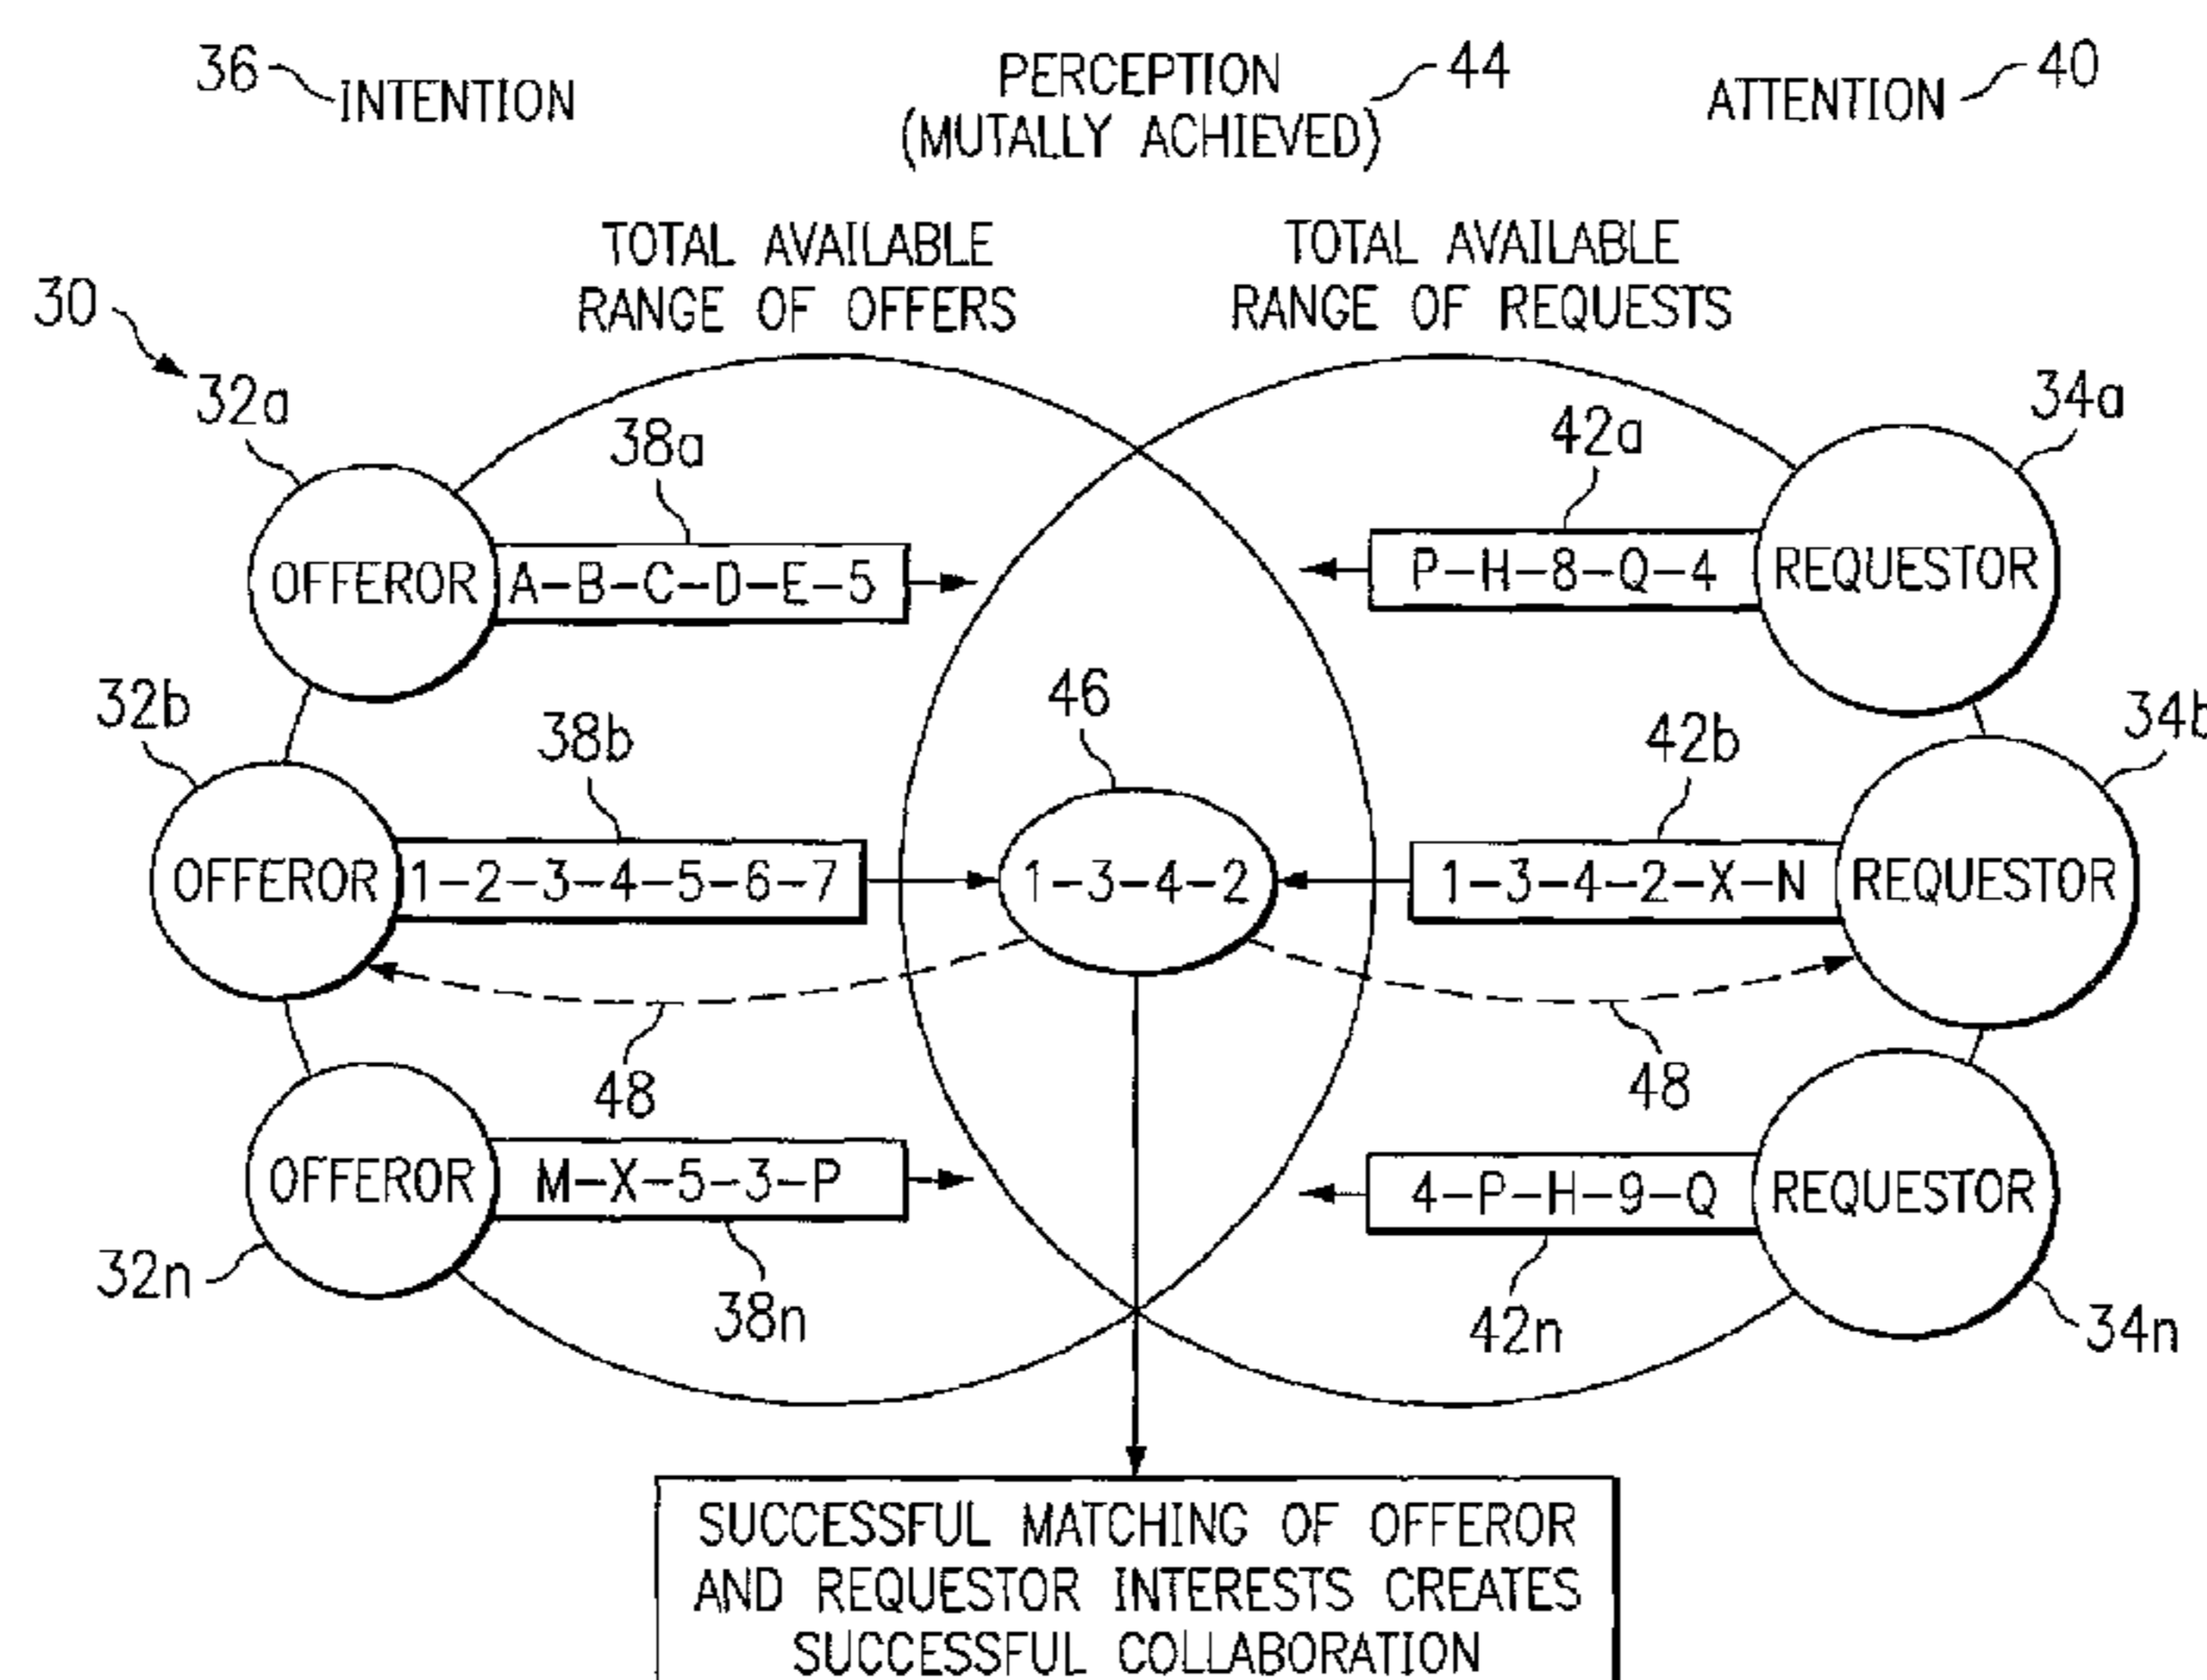 36 INTENTION
PERCEPTION
(MUTALLY ACHIEVED)
44
ATTENTION 40
TOTAL AVAILABLE
RANGE OF OFFERS
TOTAL AVAILABLE
RANGE OF REQUESTS
30
32a
38a
42a
34a
OFFEROR A-B-C-D-E-5
P-H-8-Q-4 REQUESTOR
32b
38b
46
42b
34b
OFFEROR 1-2-3-4-5-6-7
1-3-4-2
1-3-4-2-X-N REQUESTOR
48
48
OFFEROR M-X-5-3-P
4-P-H-9-Q REQUESTOR
32n
38n
42n
34n
SUCCESSFUL MATCHING OF OFFEROR
AND REQUESTOR INTERESTS CREATES
SUCCESSFUL COLLABORATION